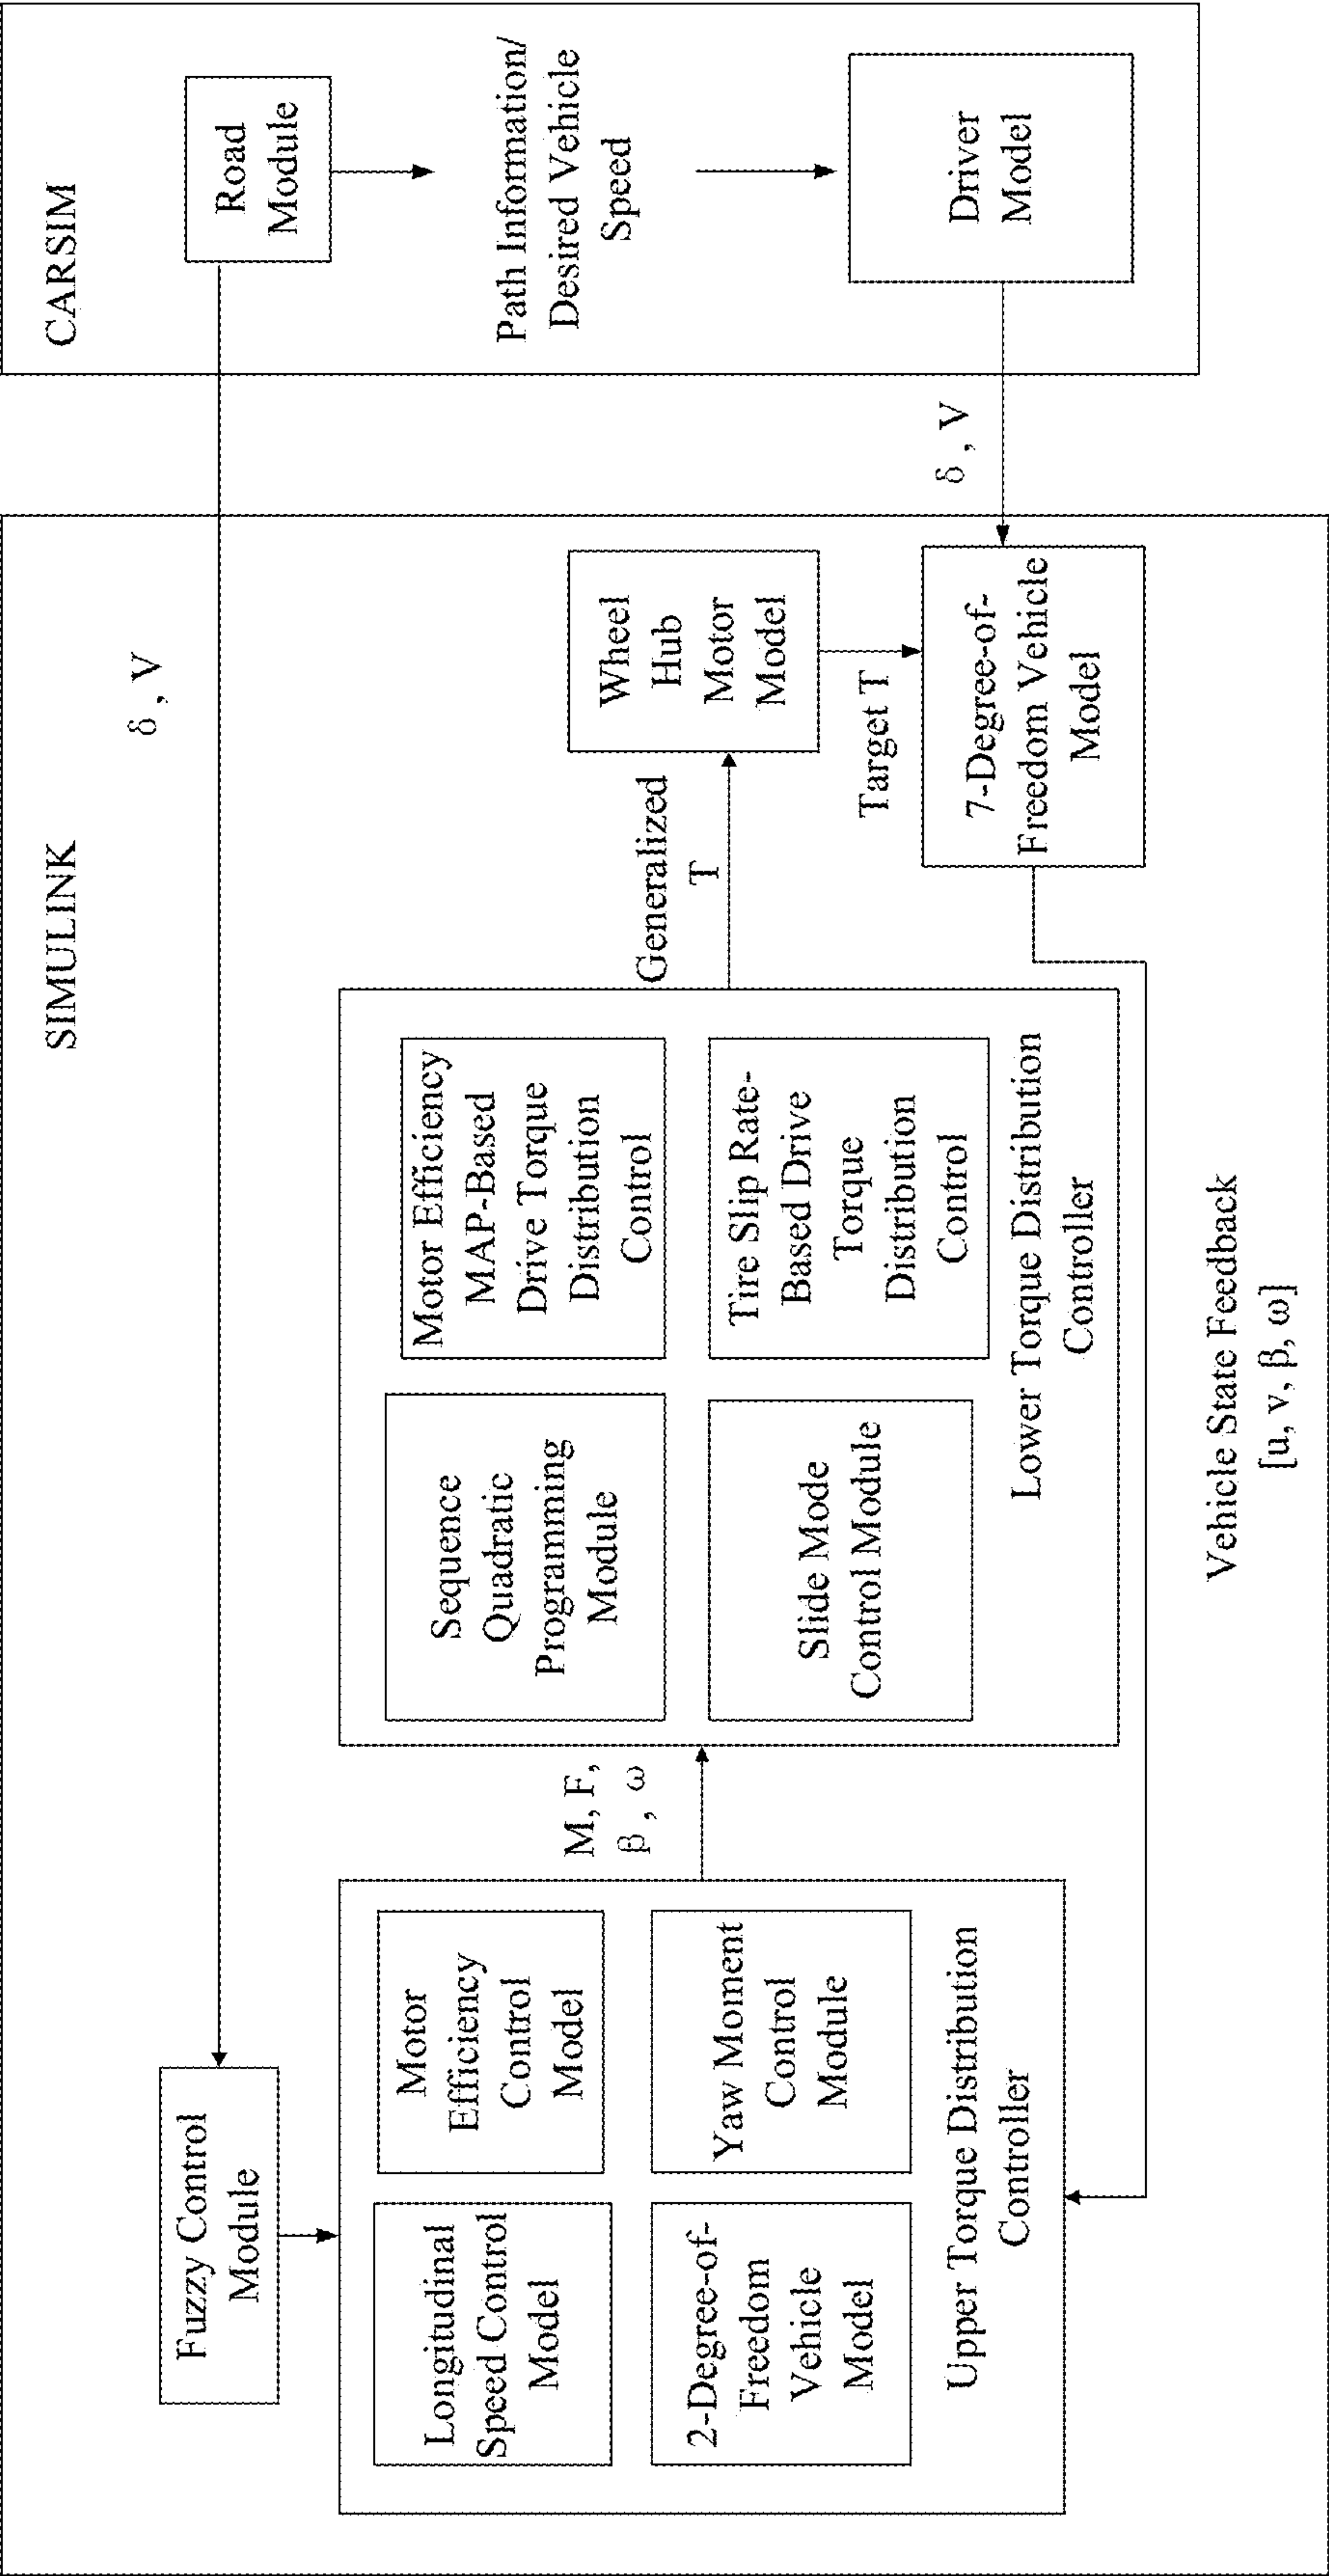 SIMULINK
CARSIM
Fuzzy Control
Module
δ , V
Road
Module
Longitudinal
Speed Control
Model
Motor
Efficiency
Control
Model
2-Degree-of-
Freedom
Vehicle
Model
Yaw Moment
Control
Module
Upper Torque Distribution
Controller
M, F,
β , ω
Sequence
Quadratic
Programming
Module
Motor Efficiency
MAP-Based
Drive Torque
Distribution
Control
Slide Mode
Control Module
Tire Slip Rate-
Based Drive
Torque
Distribution
Control
Lower Torque Distribution
Controller
Generalized
T
Wheel
Hub
Motor
Model
Target T
7-Degree-of-
Freedom Vehicle
Model
δ , V
Path Information/
Desired Vehicle
Speed
Driver
Model
Vehicle State Feedback
[u, v, β, ω]